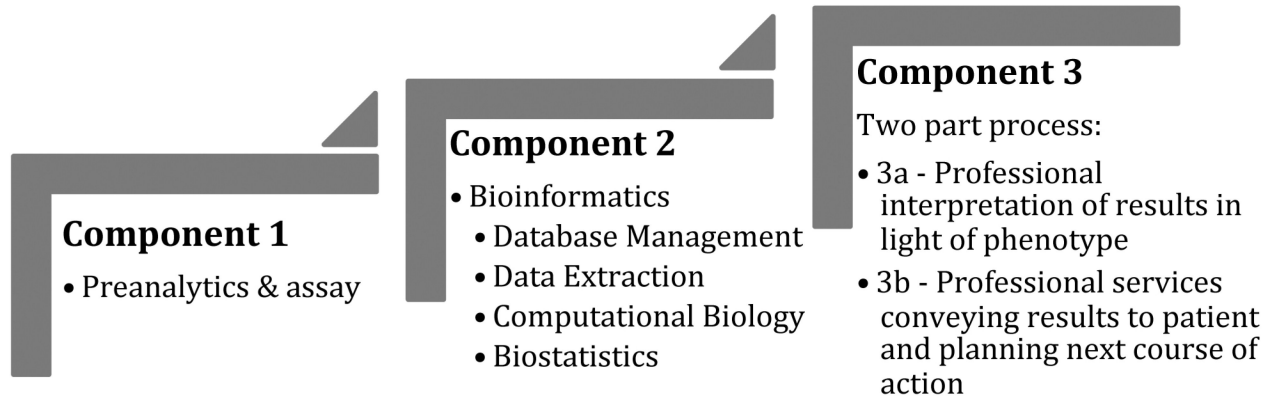 Component 1
• Preanalytics & assay
Component 2
• Bioinformatics
• Database Management
• Data Extraction
• Computational Biology
• Biostatistics
Component 3
Two part process:
• 3a - Professional
interpretation of results in
light of phenotype
• 3b - Professional services
conveying results to patient
and planning next course of
action